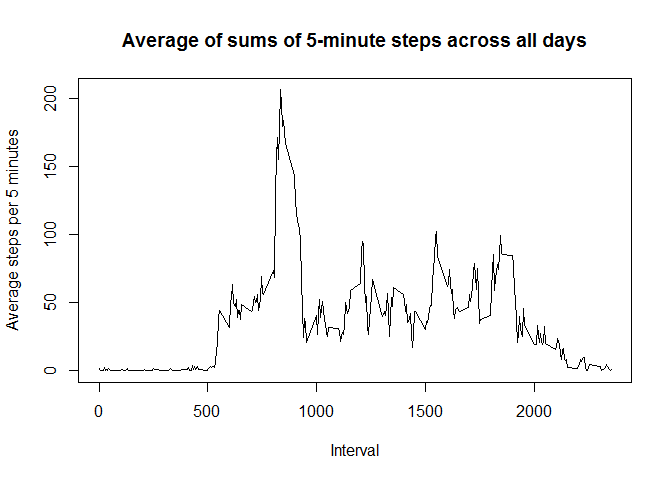 Average of sums of 5-minute steps across all days
Average steps per 5 minutes
200
150
100
50
0
0 500 1000 1500 2000
Interval